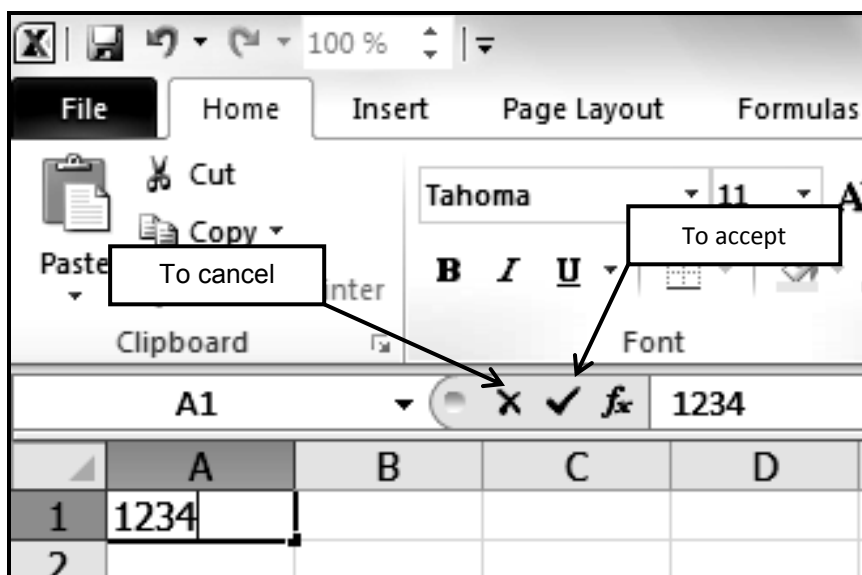 100 %
File Home Insert Page Layout Formulas
Cut
Tahoma 11 A
Copy
To accept
Paste
To cancel
inter
B I U
Clipboard Font
A1 fx 1234
A B C D
1 1234
2